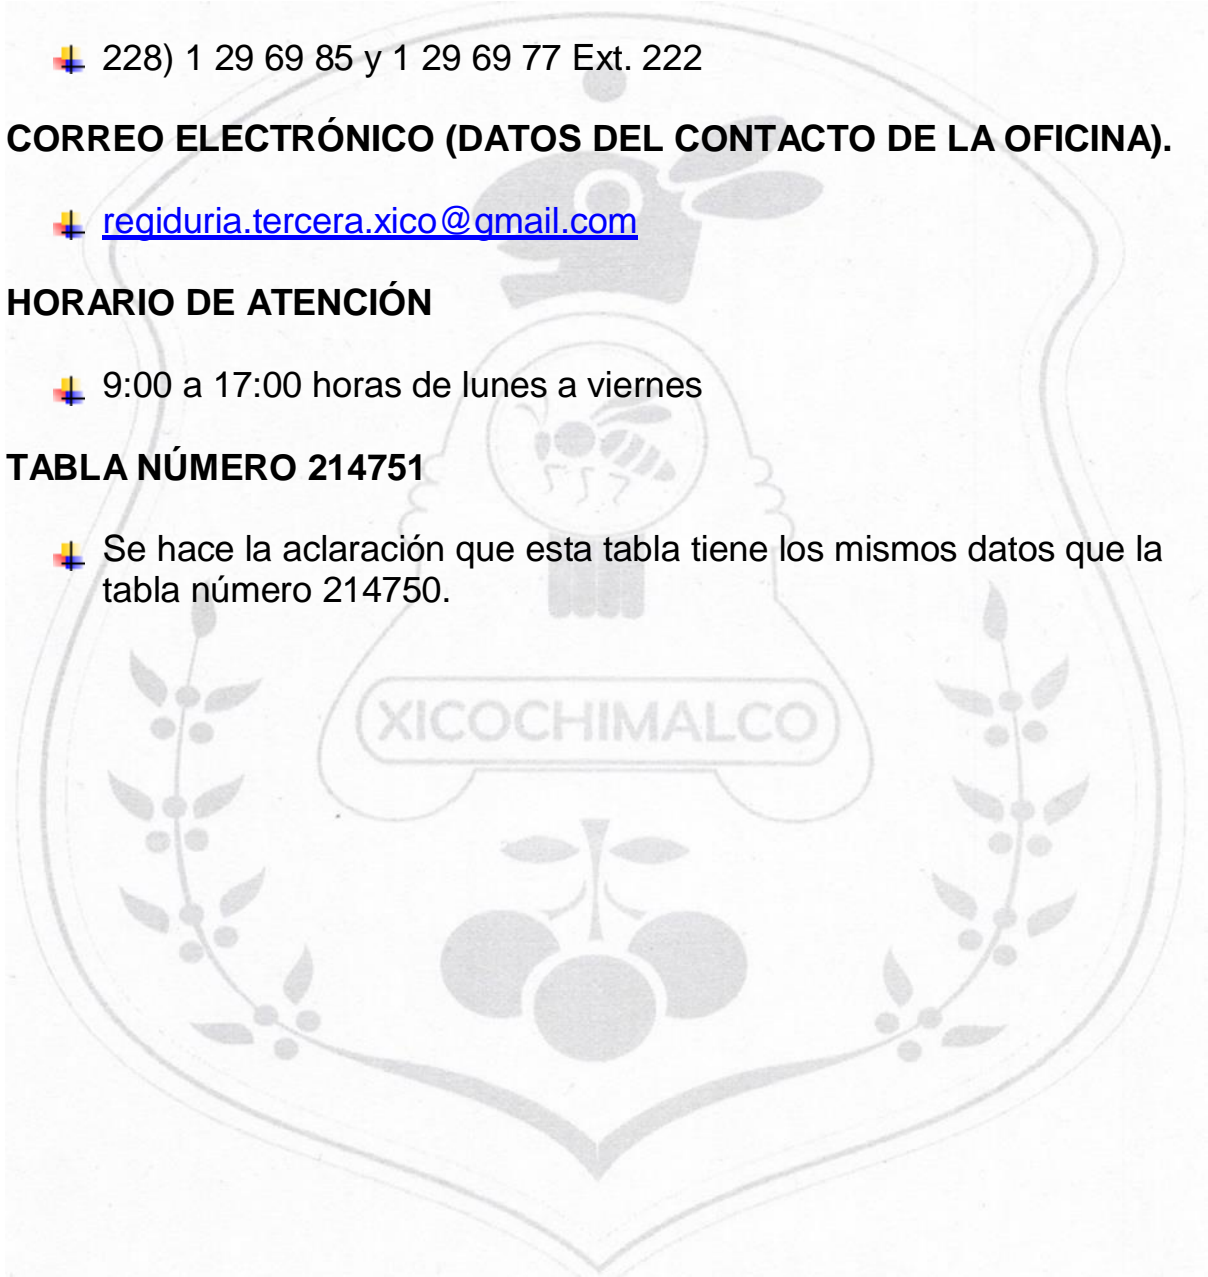 228) 1 29 69 85 y 1 29 69 77 Ext. 222
CORREO ELECTRÓNICO (DATOS DEL CONTACTO DE LA OFICINA).
regiduria.tercera.xico@gmail.com
HORARIO DE ATENCIÓN
9:00 a 17:00 horas de lunes a viernes
TABLA NÚMERO 214751
Se hace la aclaración que esta tabla tiene los mismos datos que la
tabla número 214750.
XICOCHIMALCO